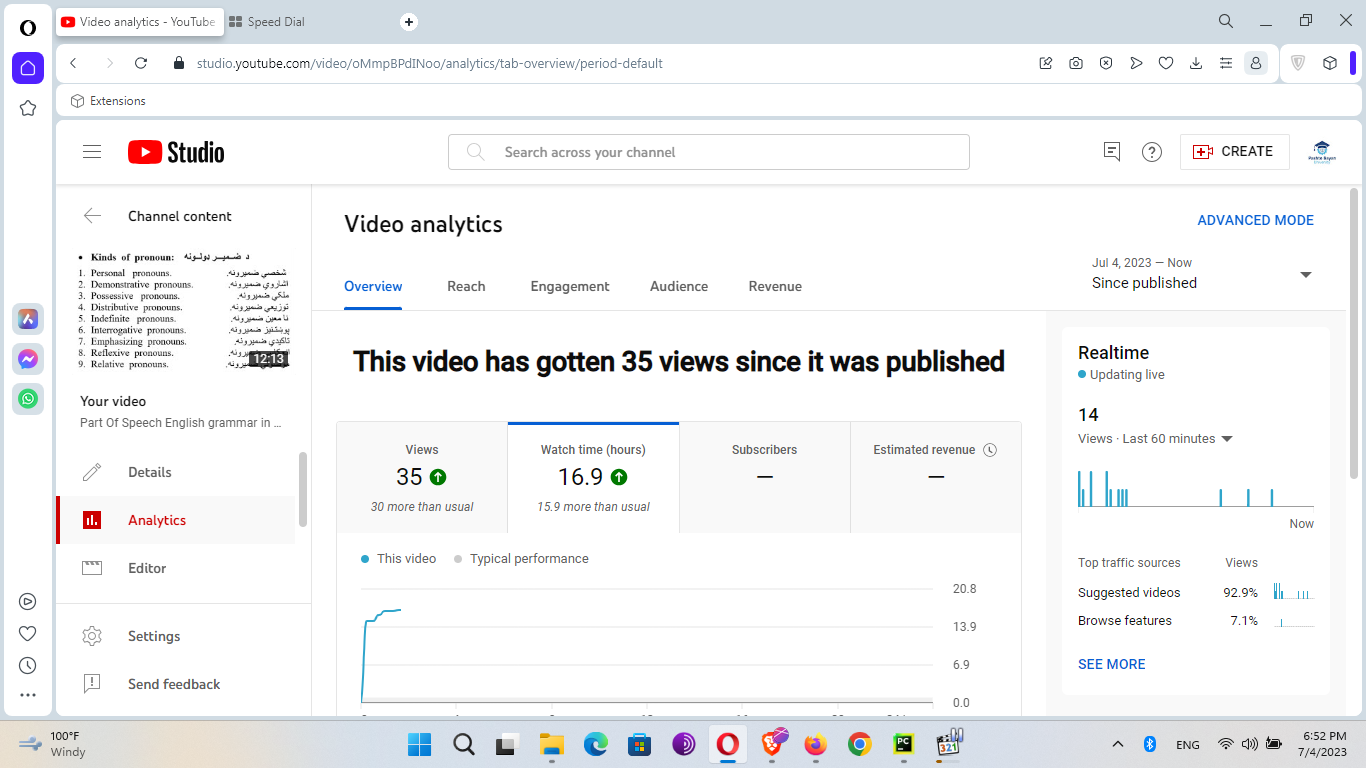 Video analytics - YouTube
Speed Dial
studio.youtube.com/video/oMmpBPdINoo/analytics/tab-overview/period-default
Extensions
Studio
Search across your channel
CREATE
Channel content
Kinds of pronoun: د ضمیــر ډولـونه
1. Personal pronouns. شخصي ضمیرونه.
2. Demonstrative pronouns. اشاروي ضمیرونه.
3. Possessive pronouns. ملکي ضمیرونه.
4. Distributive pronouns. توزیعي ضمیرونه.
5. Indefinite pronouns. نا معین ضمیرونه.
6. Interrogative pronouns. پوښتنیز ضمیرونه.
7. Emphasizing pronouns. تاکیدي ضمیرونه.
8. Reflexive pronouns.
9. Relative pronouns.
12:13
Your video
Part Of Speech English grammar in ...
Details
Analytics
Editor
Settings
Send feedback
Video analytics
ADVANCED MODE
Overview
Reach
Engagement
Audience
Revenue
Jul 4, 2023 – Now
Since published
This video has gotten 35 views since it was published
Views
35
30 more than usual
Watch time (hours)
16.9
15.9 more than usual
Subscribers
—
Estimated revenue
—
This video
Typical performance
20.8
13.9
6.9
0.0
Realtime
Updating live
14
Views · Last 60 minutes
Now
Top traffic sources Views
Suggested videos 92.9%
Browse features 7.1%
SEE MORE
100°F
Windy
ENG
6:52 PM
7/4/2023